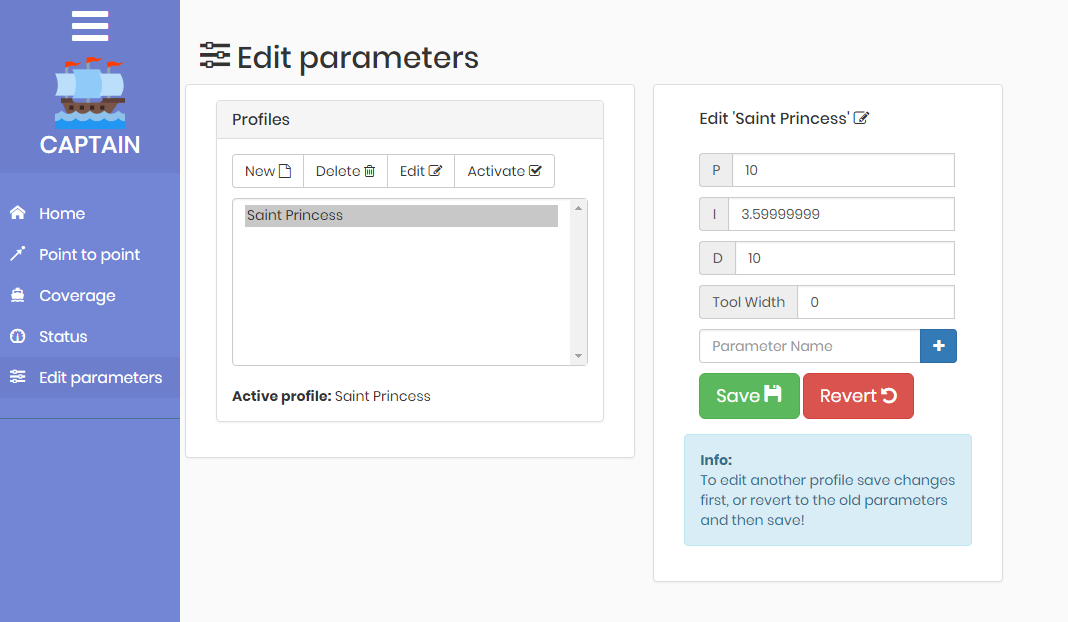 CAPTAIN
Home
Point to point
Coverage
Status
Edit parameters
Edit parameters
Profiles
New Delete Edit Activate
Saint Princess
Active profile: Saint Princess
Edit 'Saint Princess'
P 10
I 3.59999999
D 10
Tool Width 0
Parameter Name +
Save Revert
Info:
To edit another profile save changes
first, or revert to the old parameters
and then save!